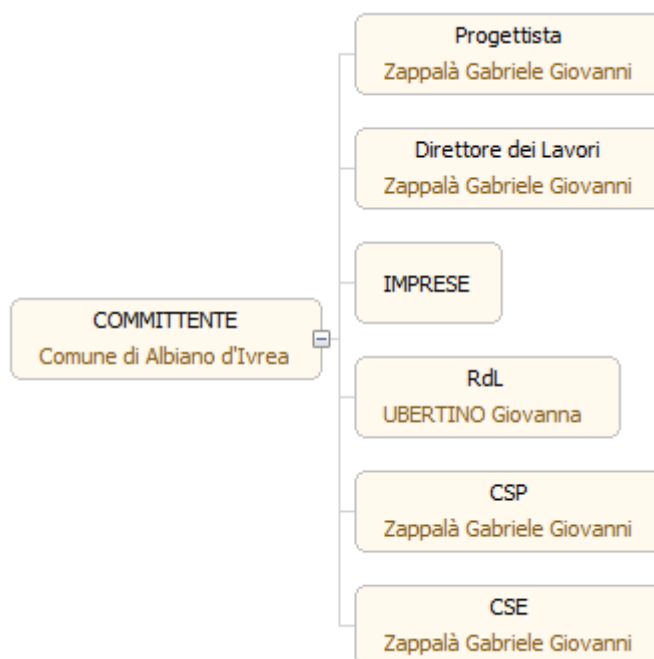 Progettista
Zappalà Gabriele Giovanni
Direttore dei Lavori
Zappalà Gabriele Giovanni
IMPRESE
COMMITTENTE
Comune di Albiano d'Ivrea
RdL
UBERTINO Giovanna
CSP
Zappalà Gabriele Giovanni
CSE
Zappalà Gabriele Giovanni